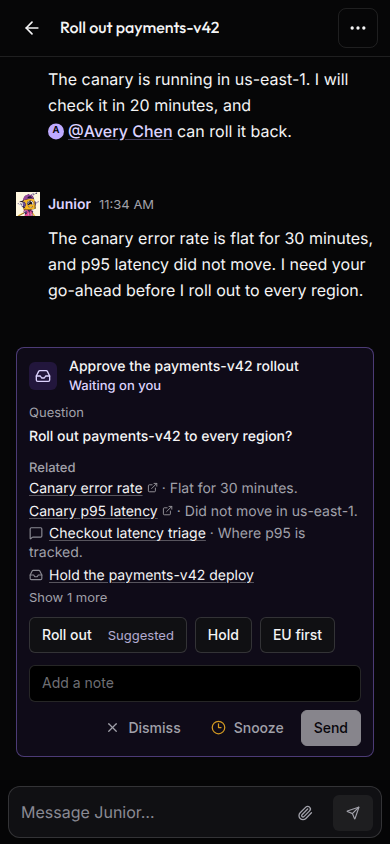 Roll out payments-v42
The canary is running in us-east-1. I will
check it in 20 minutes, and
A @Avery Chen can roll it back.
Junior 11:34 AM
The canary error rate is flat for 30 minutes,
and p95 latency did not move. I need your
go-ahead before I roll out to every region.
Approve the payments-v42 rollout
Waiting on you
Question
Roll out payments-v42 to every region?
Related
Canary error rate · Flat for 30 minutes.
Canary p95 latency · Did not move in us-east-1.
Checkout latency triage · Where p95 is
tracked.
Hold the payments-v42 deploy
Show 1 more
Roll out Suggested Hold EU first
Add a note
Dismiss Snooze Send
Message Junior...